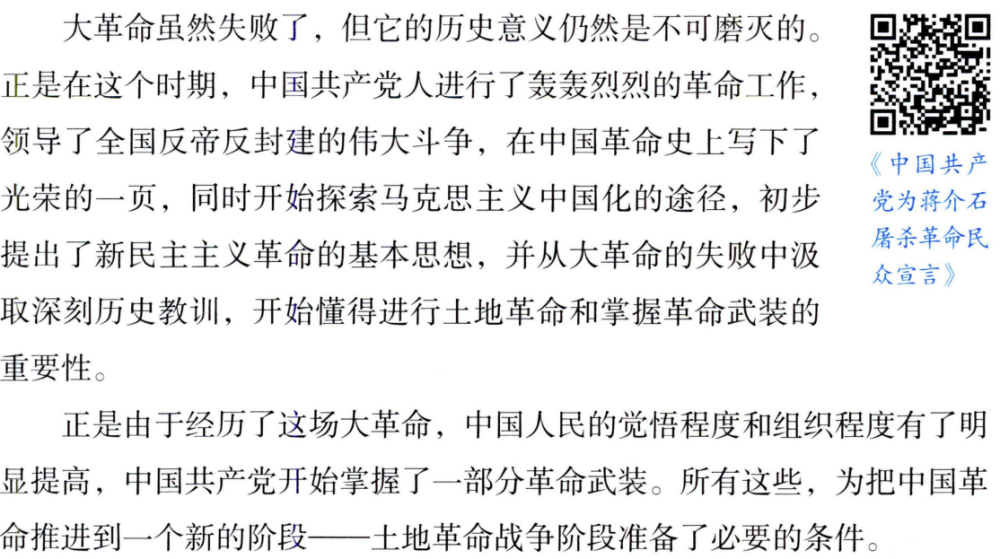 大革命虽然失败了，但它的历史意义仍然是不可磨灭的。
正是在这个时期，中国共产党人进行了轰轰烈烈的革命工作，
领导了全国反帝反封建的伟大斗争，在中国革命史上写下了
光荣的一页，同时开始探索马克思主义中国化的途径，初步
提出了新民主主义革命的基本思想，并从大革命的失败中汲
取深刻历史教训，开始懂得进行土地革命和掌握革命武装的
重要性。
《中国共产
党为蒋介石
屠杀革命民
众宣言》
正是由于经历了这场大革命，中国人民的觉悟程度和组织程度有了明
显提高，中国共产党开始掌握了一部分革命武装。所有这些，为把中国革
命推进到一个新的阶段——土地革命战争阶段准备了必要的条件。